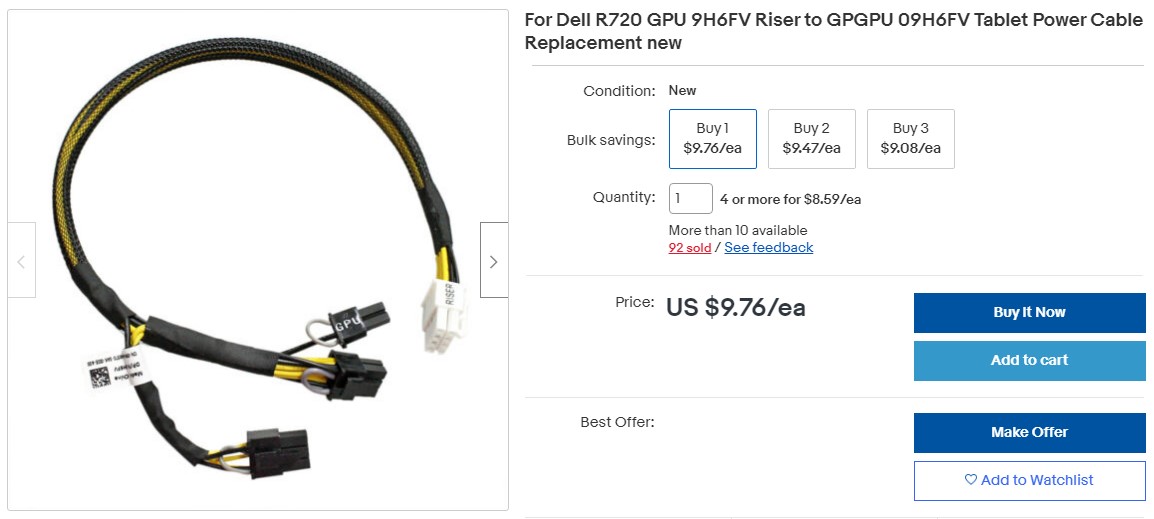 For Dell R720 GPU 9H6FV Riser to GPGPU 09H6FV Tablet Power Cable
Replacement new
Condition: New
Bulk savings:
Buy 1
$9.76/ea
Buy 2
$9.47/ea
Buy 3
$9.08/ea
Quantity: 1 4 or more for $8.59/ea
More than 10 available
92 sold / See feedback
Price: US $9.76/ea
Buy It Now
Add to cart
Best Offer:
Make Offer
Add to Watchlist
RISER
GPU